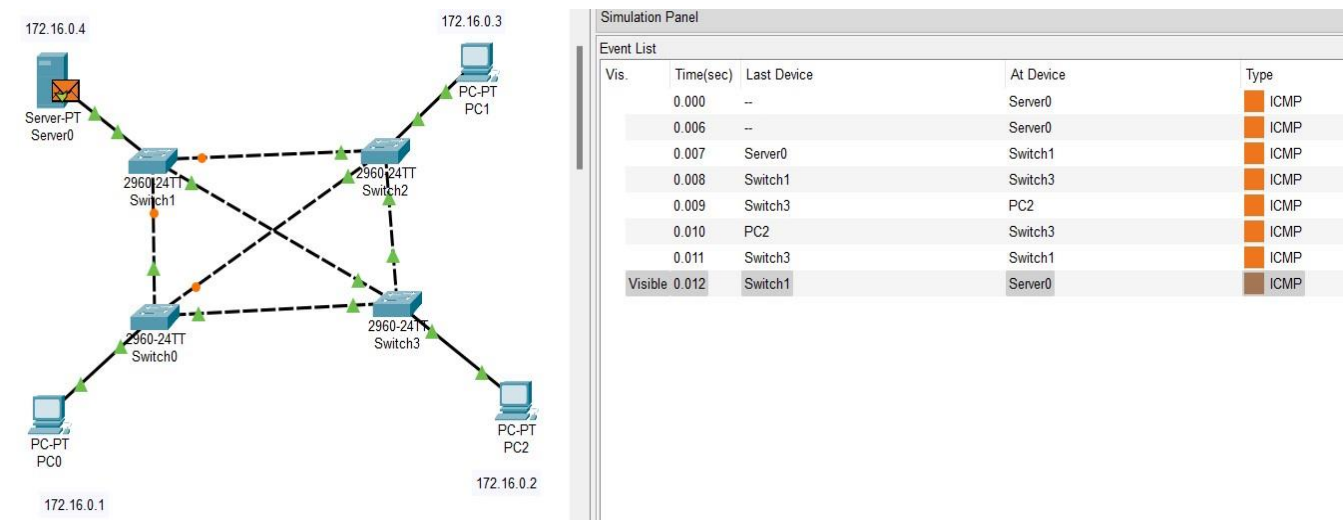 172.16.0.4
172.16.0.3
Server-PT
Server0
PC-PT
PC1
2960-24TT
Switch1
2960-24TT
Switch2
2960-24TT
Switch0
2960-24TT
Switch3
PC-PT
PC0
PC-PT
PC2
172.16.0.1
172.16.0.2
Simulation Panel
Event List
Vis. Time(sec) Last Device At Device Type
0.000 -- Server0 ICMP
0.006 -- Server0 ICMP
0.007 Server0 Switch1 ICMP
0.008 Switch1 Switch3 ICMP
0.009 Switch3 PC2 ICMP
0.010 PC2 Switch3 ICMP
0.011 Switch3 Switch1 ICMP
Visible 0.012 Switch1 Server0 ICMP